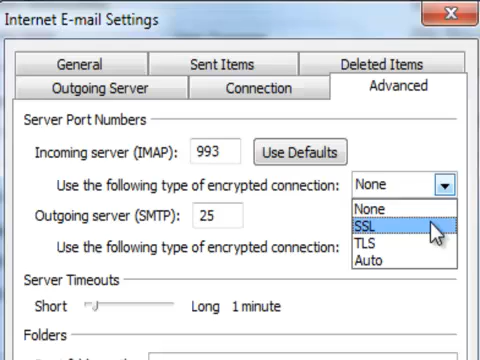 Internet E-mail Settings
General
Sent Items
Deleted Items
Outgoing Server
Connection
Advanced
Server Port Numbers
Incoming server (IMAP): 993 Use Defaults
Use the following type of encrypted connection: None
None
SSL
TLS
Auto
Outgoing server (SMTP): 25
Use the following type of encrypted connection:
Server Timeouts
Short Long 1 minute
Folders